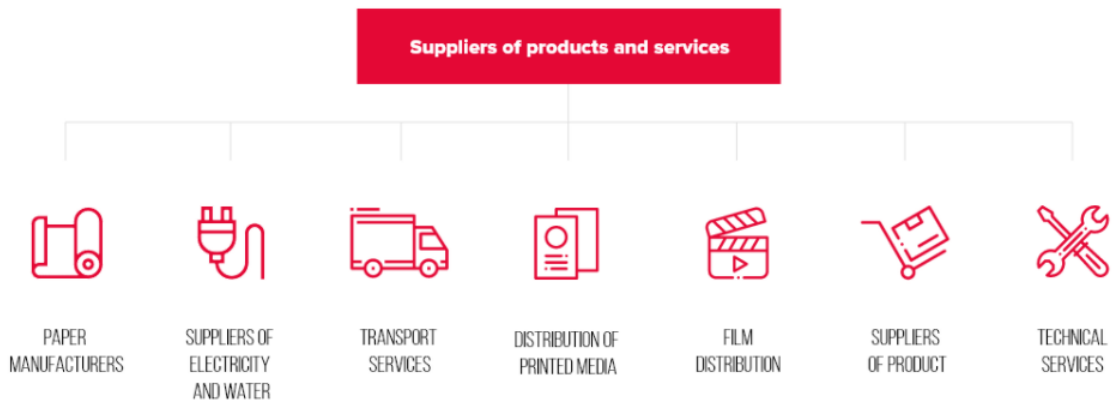 Suppliers of products and services
PAPER
MANUFACTURERS
SUPPLIERS OF
ELECTRICITY
AND WATER
TRANSPORT
SERVICES
DISTRIBUTION OF
PRINTED MEDIA
FILM
DISTRIBUTION
SUPPLIERS
OF PRODUCT
TECHNICAL
SERVICES